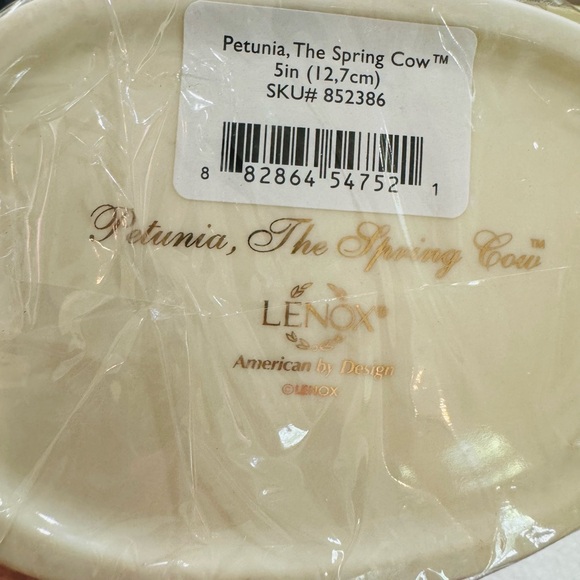 Petunia, The Spring Cow™
5in (12,7cm)
SKU# 852386
8 82864 54752 1
Petunia, The Spring Cow™
LENOX®
American by Design
©LENOX